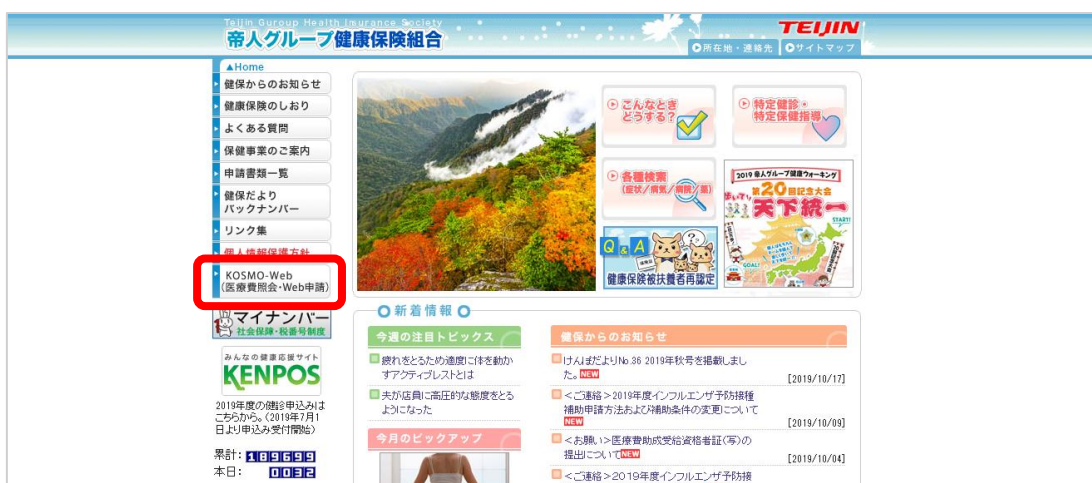 Teijin Guroup Health Imurance Society
帝人グループ健康保険組合
TEIJIN
所在地・連絡先
サイトマップ
▲Home
健保からのお知らせ
健康保険のしおり
よくある質問
保健事業のご案内
申請書類一覧
健保だより
バックナンバー
リンク集
個人情報保護方針
KOSMO-Web
(医療費照会・Web申請)
マイナンバー
社会保障・税番号制度
みんなの健康応援サイト
KENPOS
2019年度の健診申込みは
こちらから。(2019年7月1
日より申込み受付開始)
累計:189699
本日: 0032
こんなとき
どうする?
特定健診・
特定保健指導
各種検索
(症状/病気/病院/薬)
2019 帝人グループ健康ウォーキング
第20回記念大会
歩いてり
天下統一
START!
GOAL!
Q&A
健康保険被扶養者再認定
新着情報
今週の注目トピックス
疲れをとるため適度に体を動か
すアクティブレストとは
夫が店員に高圧的な態度をとる
ようになった
今月のピックアップ
健保からのお知らせ
けんぽだよりNo.36 2019年秋号を掲載しまし
た。NEW
[2019/10/17]
<ご連絡>2019年度インフルエンザ予防接種
補助申請方法および補助条件の変更について
NEW
[2019/10/09]
<お願い>医療費助成受給資格者証(写)の
提出についてNEW
[2019/10/04]
<ご連絡>2019年度インフルエンザ予防接